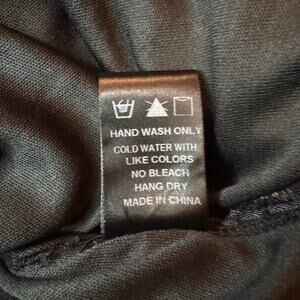 HAND WASH ONLY
COLD WATER WITH
LIKE COLORS
NO BLEACH
HANG DRY
MADE IN CHINA